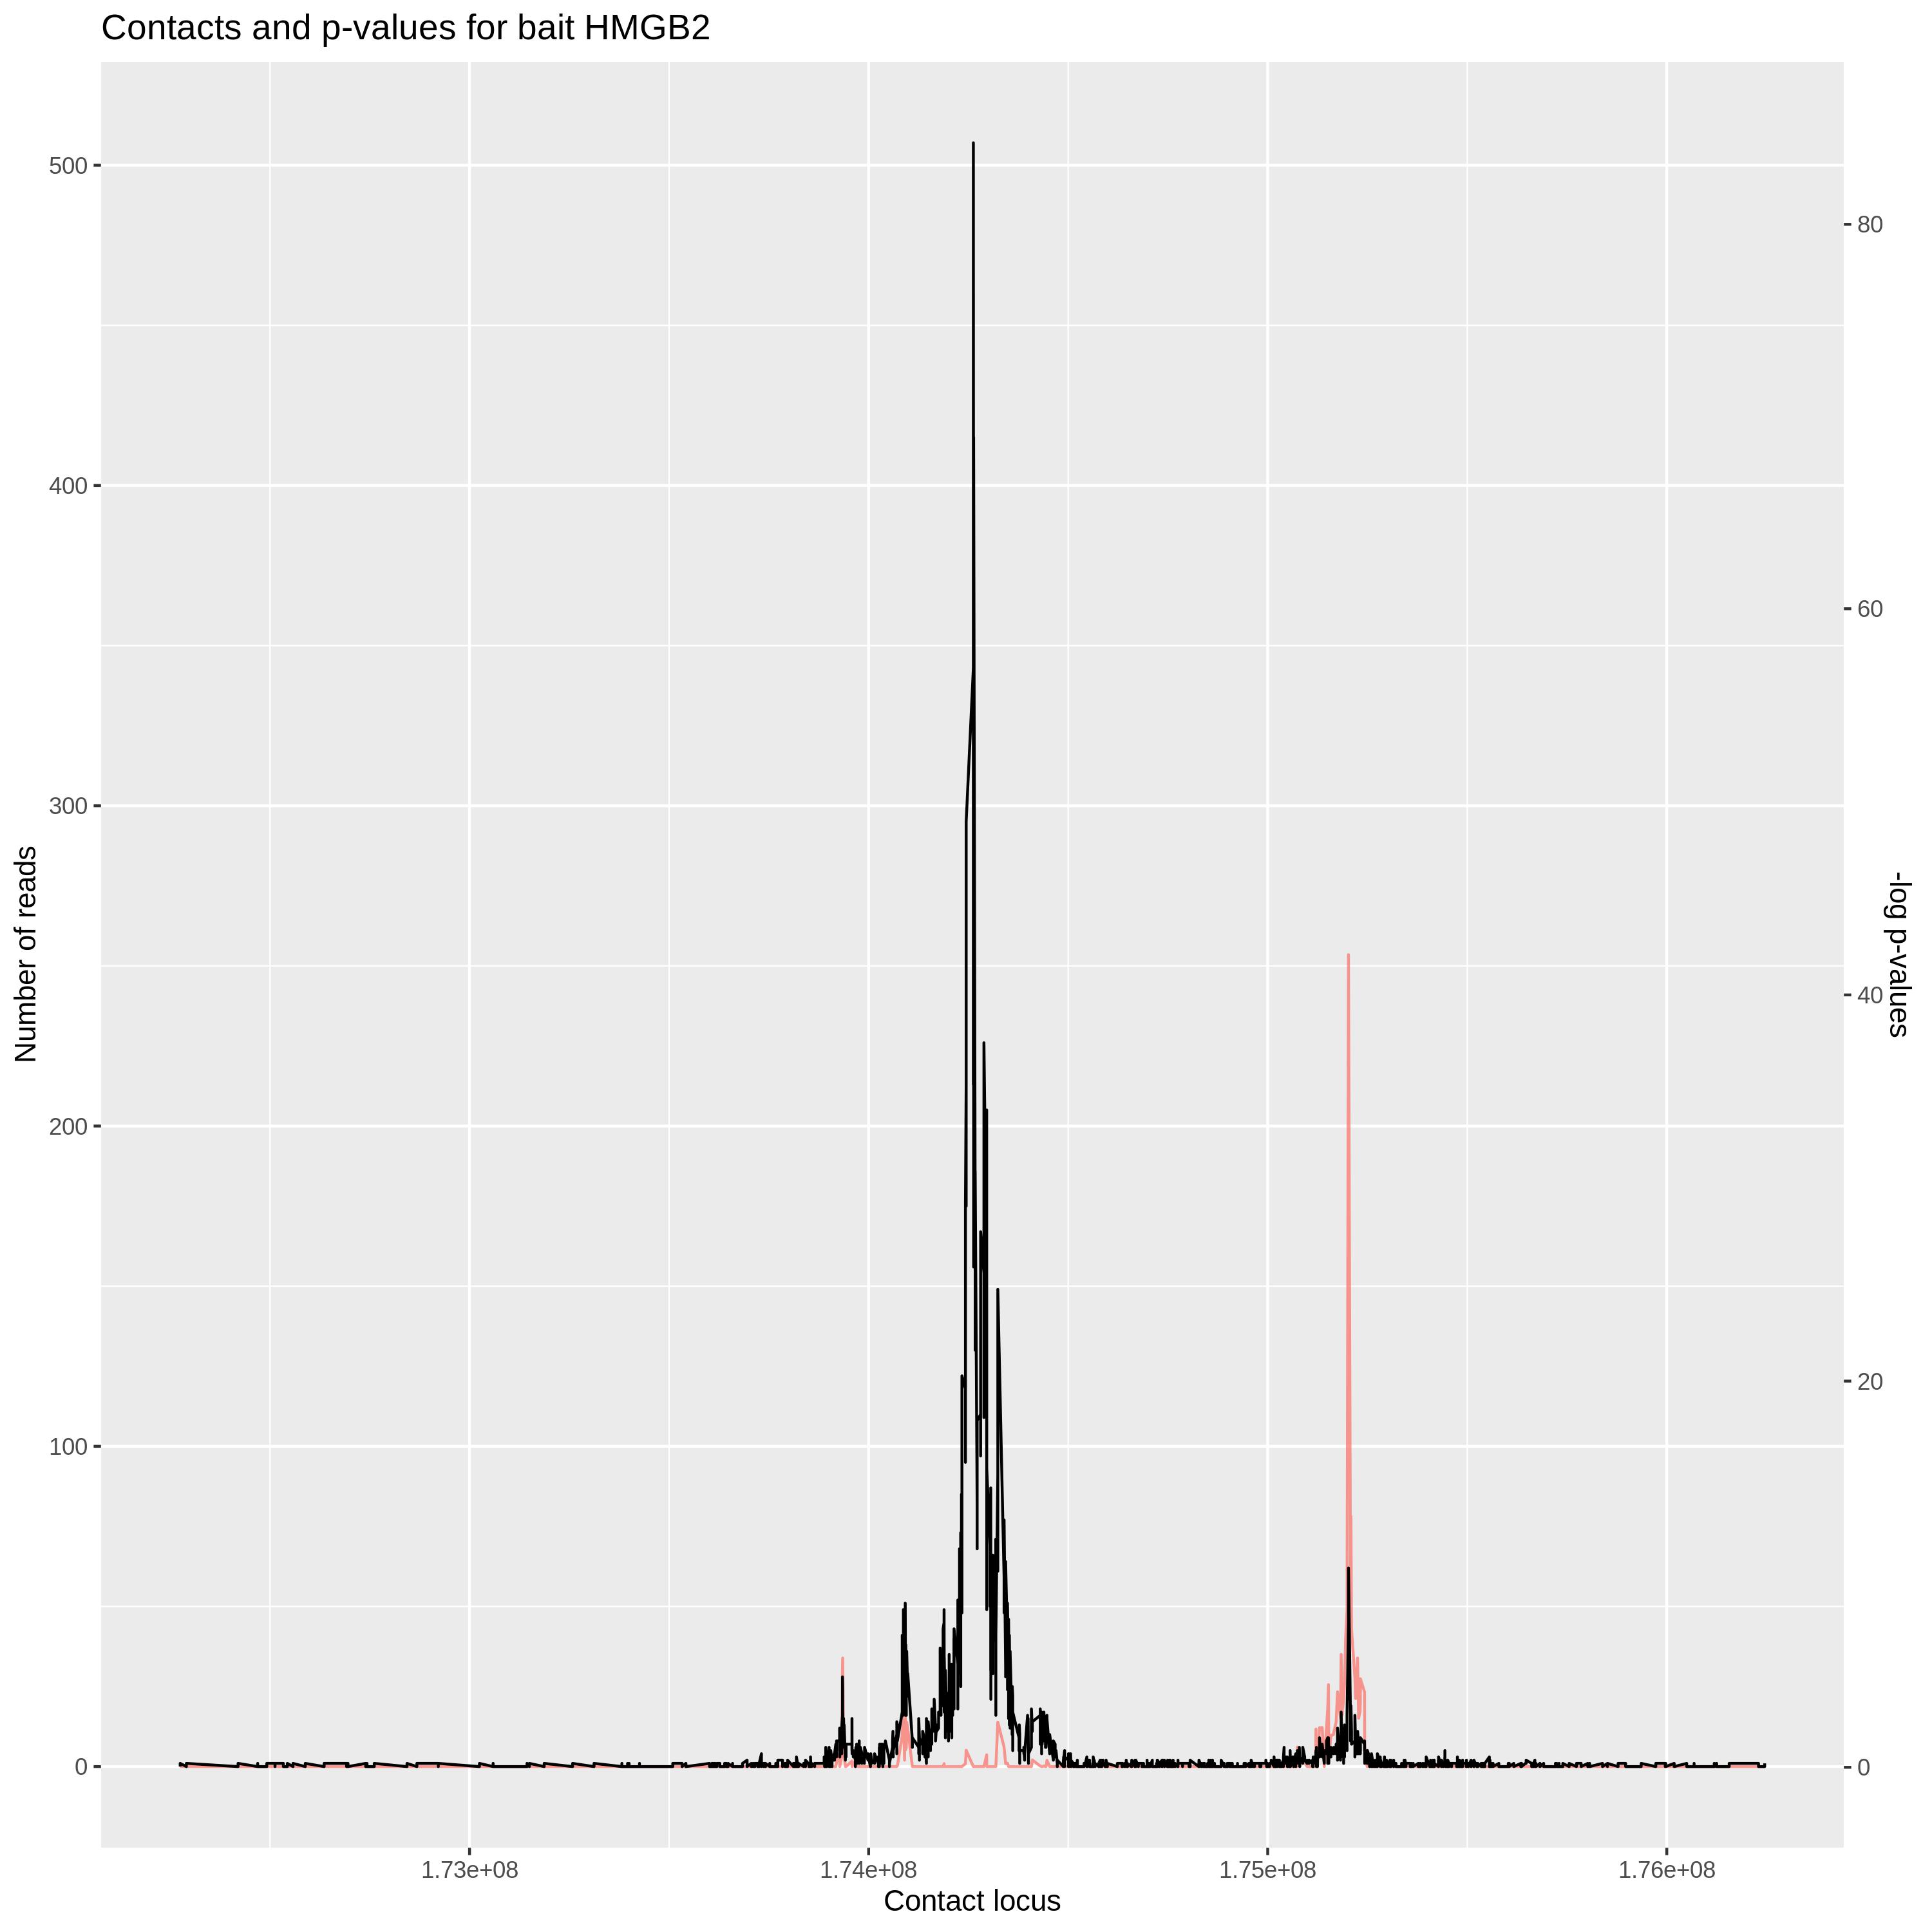 Contacts and p-values for bait HMGB2
500
400
300
200
100
0
Number of reads
80
60
40
20
0
-log p-values
1.73e+08
1.74e+08
1.75e+08
1.76e+08
Contact locus